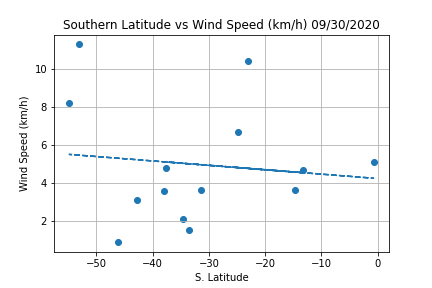 Southern Latitude vs Wind Speed (km/h) 09/30/2020
10
8
6
4
2
Wind Speed (km/h)
−50 −40 −30 −20 −10 0
S. Latitude